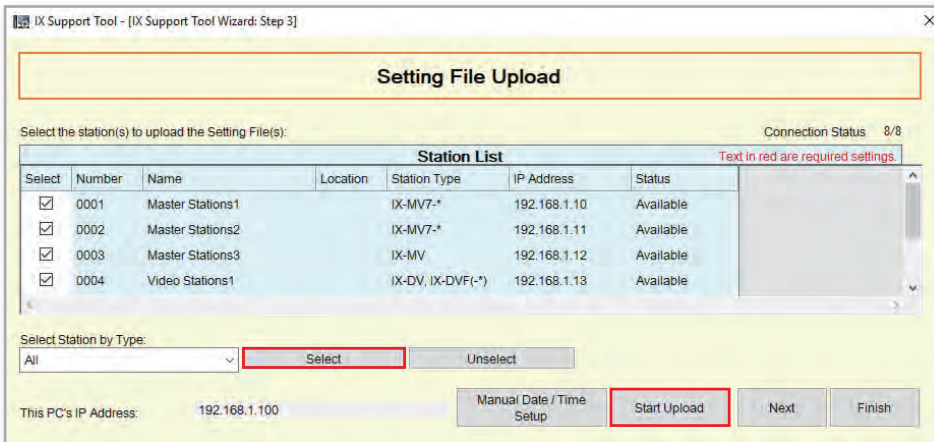 IX Support Tool - [IX Support Tool Wizard: Step 3]
Setting File Upload
Select the station(s) to upload the Setting File(s): Connection Status 8/8
Station List Text in red are required settings.
Select Number Name Location Station Type IP Address Status
0001 Master Stations1 IX-MV7-* 192.168.1.10 Available
0002 Master Stations2 IX-MV7-* 192.168.1.11 Available
0003 Master Stations3 IX-MV 192.168.1.12 Available
0004 Video Stations1 IX-DV, IX-DVF(-*) 192.168.1.13 Available
Select Station by Type:
All Select Unselect
This PC's IP Address: 192.168.1.100 Manual Date / Time Setup Start Upload Next Finish